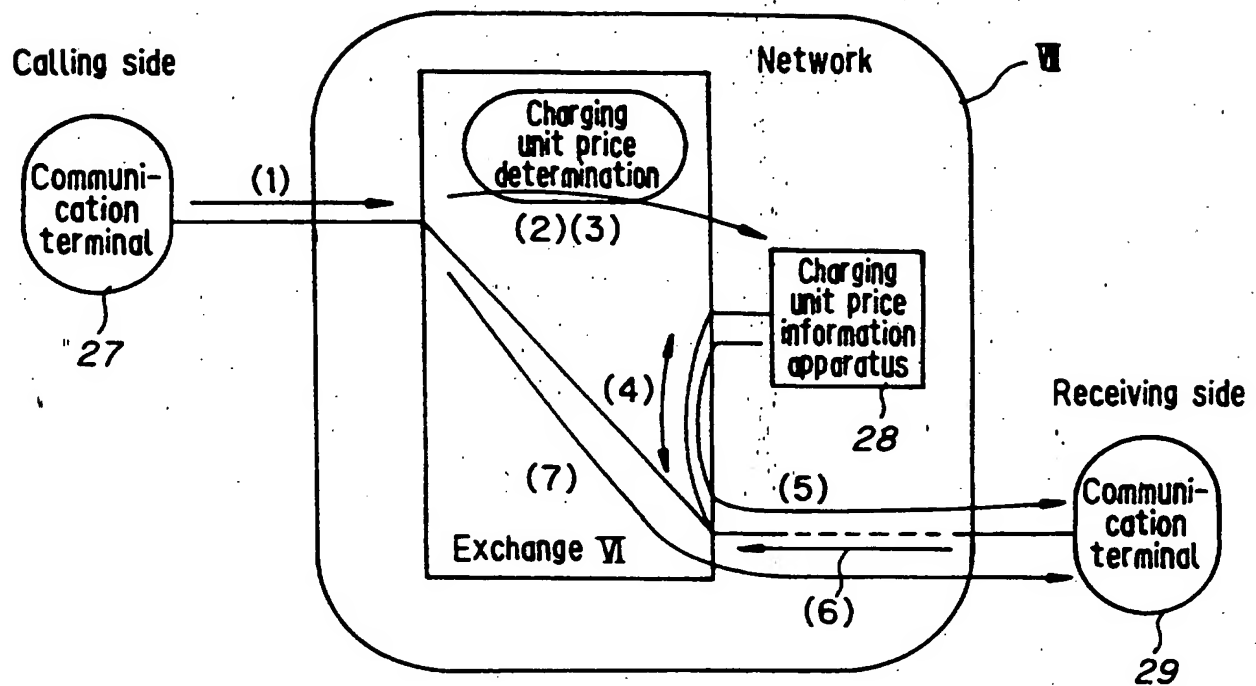 Calling side
Network
VII
Charging
unit price
determination
Communi-
cation
terminal
(1)
(2)(3)
Charging
unit price
information
apparatus
27
(4)
28
Receiving side
(7)
(5)
Communi-
cation
terminal
Exchange VI
(6)
29